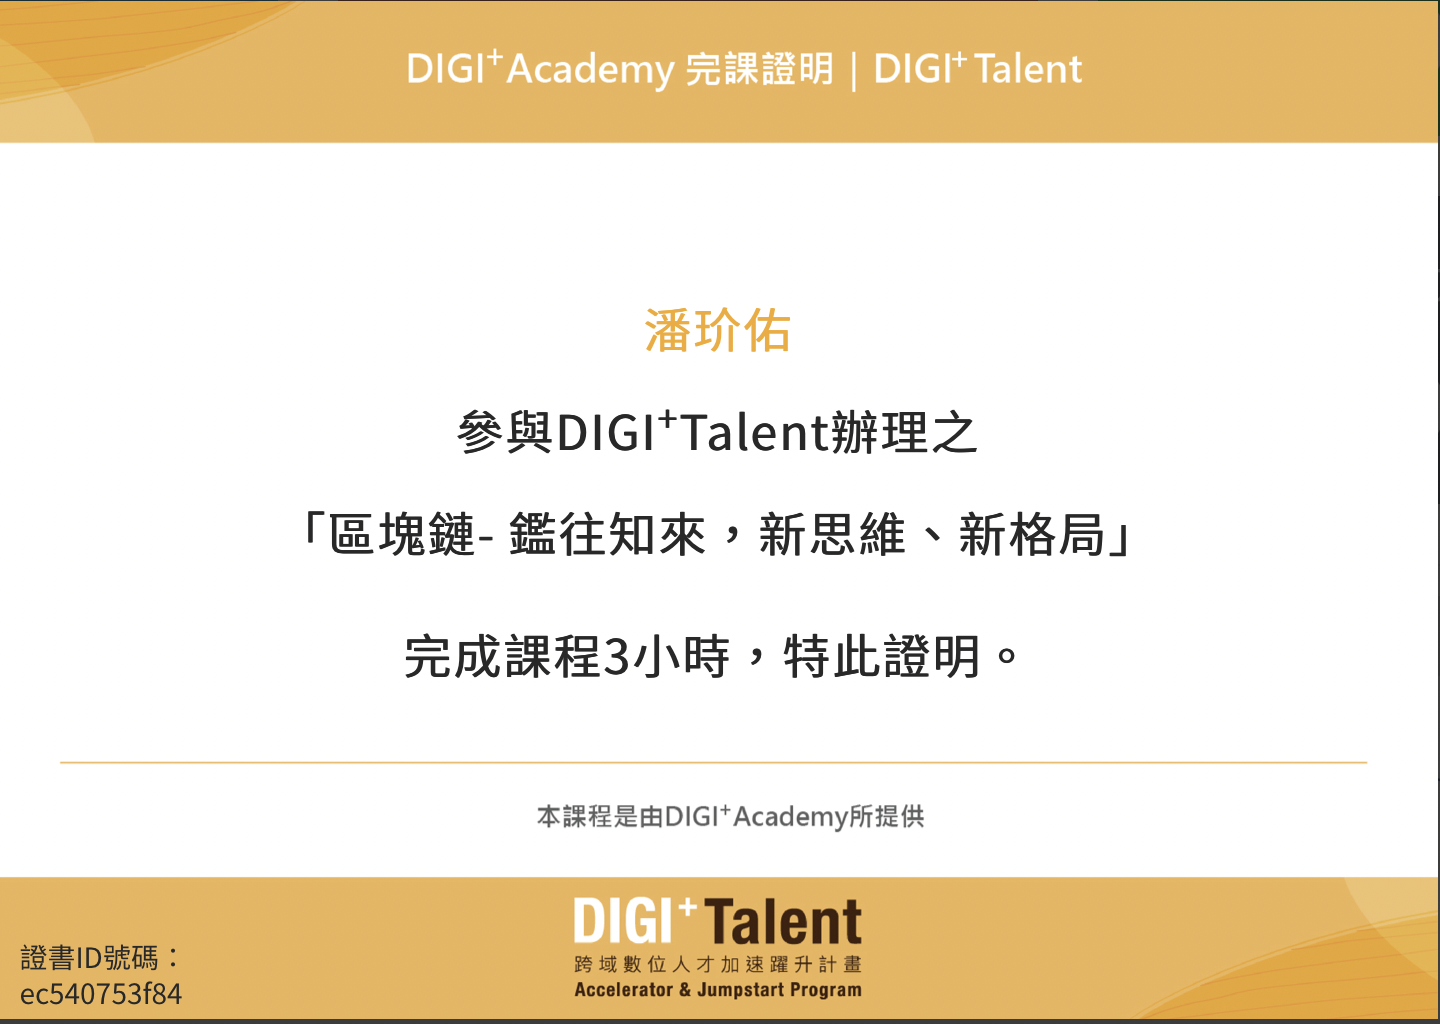 DIGI⁺Academy 完課證明｜DIGI⁺Talent
潘玠佑
參與DIGI⁺Talent辦理之
「區塊鏈- 鑑往知來，新思維、新格局」
完成課程3小時，特此證明。
本課程是由DIGI⁺Academy所提供
DIGI⁺Talent
跨域數位人才加速躍升計畫
Accelerator & Jumpstart Program
證書ID號碼：
ec540753f84